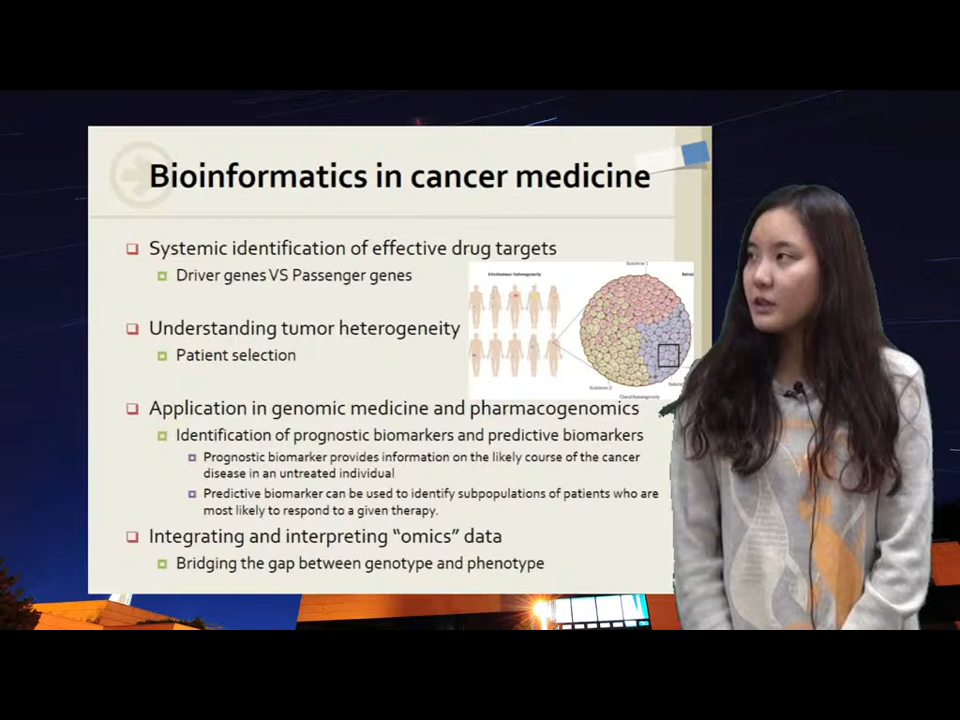 Bioinformatics in cancer medicine
Systemic identification of effective drug targets
Driver genes VS Passenger genes
Intertumour heterogeneity
Subclone 1
Understanding tumor heterogeneity
Patient selection
Subclone 2
Clonal heterogeneity
Application in genomic medicine and pharmacogenomics
Identification of prognostic biomarkers and predictive biomarkers
Prognostic biomarker provides information on the likely course of the cancer
disease in an untreated individual
Predictive biomarker can be used to identify subpopulations of patients who are
most likely to respond to a given therapy.
Integrating and interpreting “omics” data
Bridging the gap between genotype and phenotype